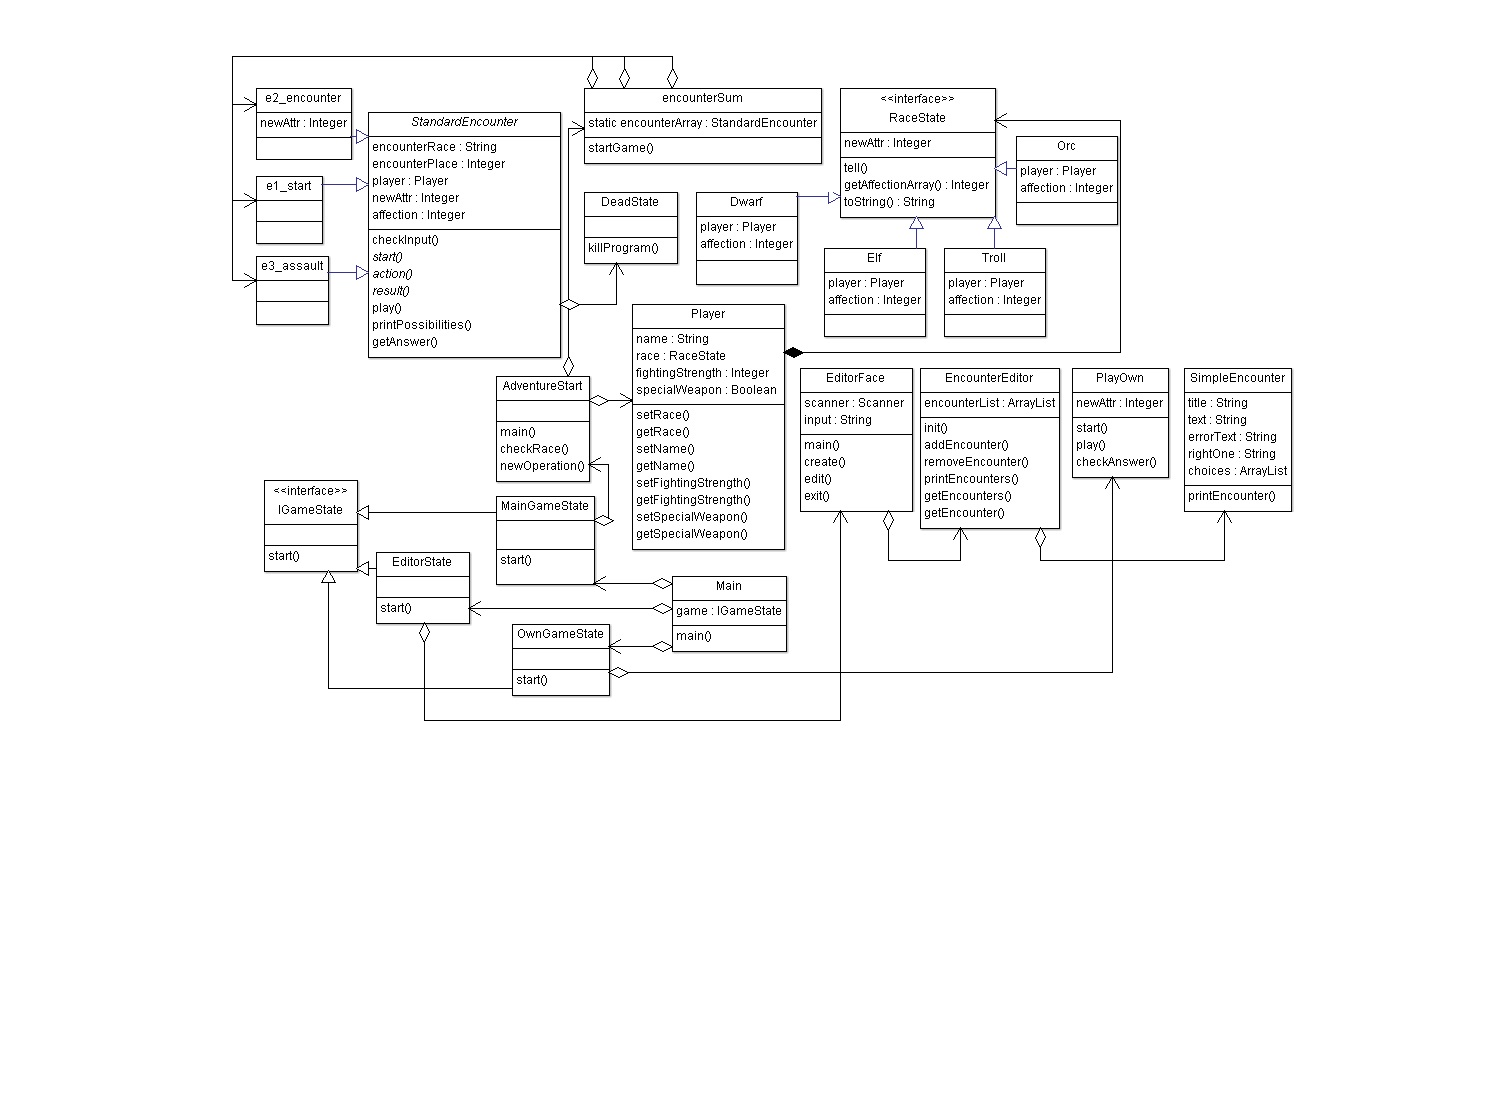 e2_encounter
newAttr : Integer
e1_start
e3_assault
StandardEncounter
encounterRace : String
encounterPlace : Integer
player : Player
newAttr : Integer
affection : Integer
checkInput()
start()
action()
result()
play()
printPossibilities()
getAnswer()
encounterSum
static encounterArray : StandardEncounter
startGame()
DeadState
killProgram()
Dwarf
player : Player
affection : Integer
<<interface>>
RaceState
newAttr : Integer
tell()
getAffectionArray() : Integer
toString() : String
Orc
player : Player
affection : Integer
Elf
player : Player
affection : Integer
Troll
player : Player
affection : Integer
Player
name : String
race : RaceState
fightingStrength : Integer
specialWeapon : Boolean
setRace()
getRace()
setName()
getName()
setFightingStrength()
getFightingStrength()
setSpecialWeapon()
getSpecialWeapon()
AdventureStart
main()
checkRace()
newOperation()
EditorFace
scanner : Scanner
input : String
main()
create()
edit()
exit()
EncounterEditor
encounterList : ArrayList
init()
addEncounter()
removeEncounter()
printEncounters()
getEncounters()
getEncounter()
PlayOwn
newAttr : Integer
start()
play()
checkAnswer()
SimpleEncounter
title : String
text : String
errorText : String
rightOne : String
choices : ArrayList
printEncounter()
<<interface>>
IGameState
start()
MainGameState
start()
EditorState
start()
Main
game : IGameState
main()
OwnGameState
start()